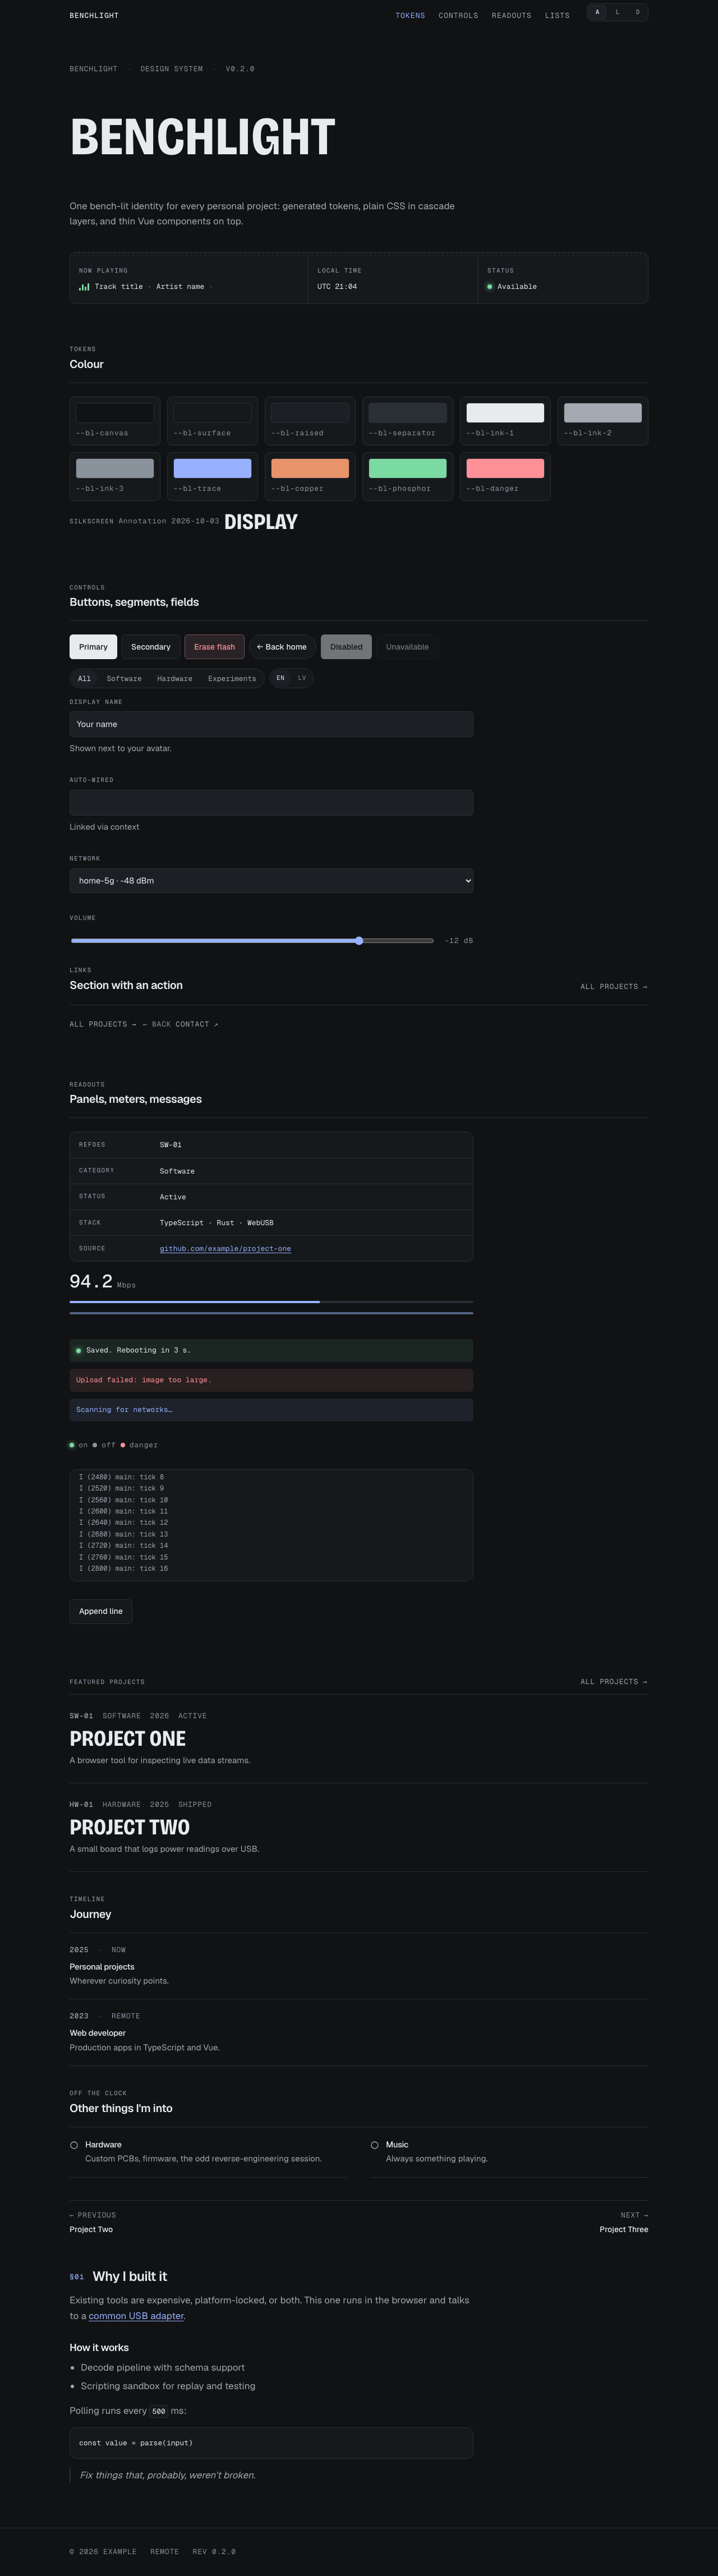 BENCHLIGHT
TOKENS CONTROLS READOUTS LISTS A L D
BENCHLIGHT · DESIGN SYSTEM · V0.2.0
BENCHLIGHT
One bench-lit identity for every personal project: generated tokens, plain CSS in cascade
layers, and thin Vue components on top.
NOW PLAYING
Track title · Artist name ·
LOCAL TIME
UTC 21:04
STATUS
Available
TOKENS
Colour
--bl-canvas
--bl-surface
--bl-raised
--bl-separator
--bl-ink-1
--bl-ink-2
--bl-ink-3
--bl-trace
--bl-copper
--bl-phosphor
--bl-danger
SILKSCREEN Annotation 2026-10-03 DISPLAY
CONTROLS
Buttons, segments, fields
Primary Secondary Erase flash ← Back home Disabled Unavailable
All Software Hardware Experiments EN LV
DISPLAY NAME
Your name
Shown next to your avatar.
AUTO-WIRED
Linked via context
NETWORK
home-5g · -48 dBm
VOLUME
-12 dB
LINKS
Section with an action
ALL PROJECTS →
ALL PROJECTS → ← BACK CONTACT ↗
READOUTS
Panels, meters, messages
REFDES SW-01
CATEGORY Software
STATUS Active
STACK TypeScript · Rust · WebUSB
SOURCE github.com/example/project-one
94.2 Mbps
Saved. Rebooting in 3 s.
Upload failed: image too large.
Scanning for networks…
on off danger
I (2480) main: tick 8
I (2520) main: tick 9
I (2560) main: tick 10
I (2600) main: tick 11
I (2640) main: tick 12
I (2680) main: tick 13
I (2720) main: tick 14
I (2760) main: tick 15
I (2800) main: tick 16
Append line
FEATURED PROJECTS
ALL PROJECTS →
SW-01 SOFTWARE 2026 ACTIVE
PROJECT ONE
A browser tool for inspecting live data streams.
HW-01 HARDWARE 2025 SHIPPED
PROJECT TWO
A small board that logs power readings over USB.
TIMELINE
Journey
2025 · NOW
Personal projects
Wherever curiosity points.
2023 · REMOTE
Web developer
Production apps in TypeScript and Vue.
OFF THE CLOCK
Other things I'm into
Hardware
Custom PCBs, firmware, the odd reverse-engineering session.
Music
Always something playing.
← PREVIOUS
Project Two
NEXT →
Project Three
§01 Why I built it
Existing tools are expensive, platform-locked, or both. This one runs in the browser and talks
to a common USB adapter.
How it works
• Decode pipeline with schema support
• Scripting sandbox for replay and testing
Polling runs every 500 ms:
const value = parse(input)
Fix things that, probably, weren't broken.
© 2026 EXAMPLE REMOTE REV 0.2.0